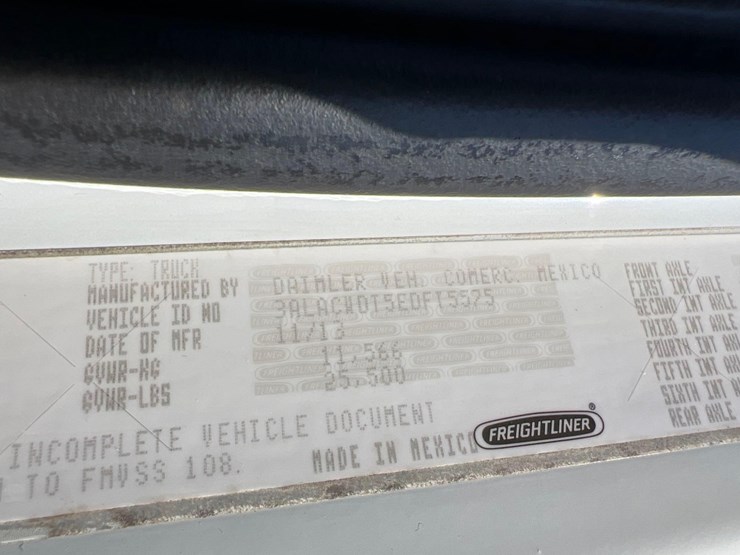 TYPE: TRUCK
MANUFACTURED BY DAIMLER VEH. COMERC. MEXICO
VEHICLE ID NO 3ALACWDT5EDFT5575
DATE OF MFR 11/13
GVWR-KG 11,566
GVWR-LBS 25,500
FRONT AXLE
FIRST INT AXLE
SECOND INT AXLE
THIRD INT AXLE
FOURTH INT AXLE
FIFTH INT AXLE
SIXTH INT
REAR AXLE
INCOMPLETE VEHICLE DOCUMENT
TO FMVSS 108.
MADE IN MEXICO
FREIGHTLINER®